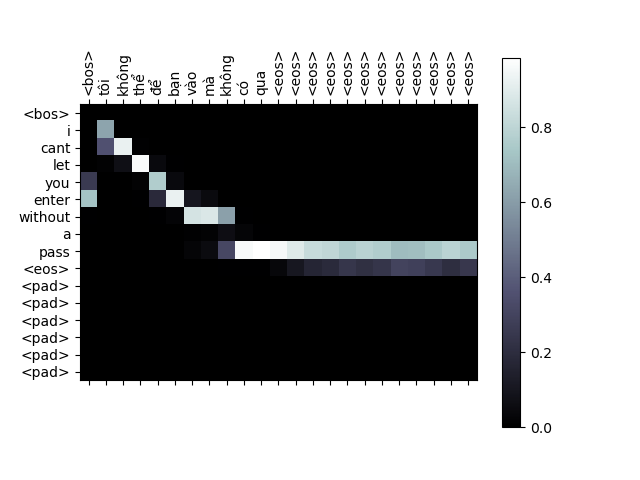 <bos> tôi không thể để bạn vào mà không có qua <eos> <eos> <eos> <eos> <eos> <eos> <eos> <eos> <eos> <eos> <eos> <eos>
<bos>
i
cant
let
you
enter
without
a
pass
<eos>
<pad>
<pad>
<pad>
<pad>
<pad>
<pad>
0.8
0.6
0.4
0.2
0.0